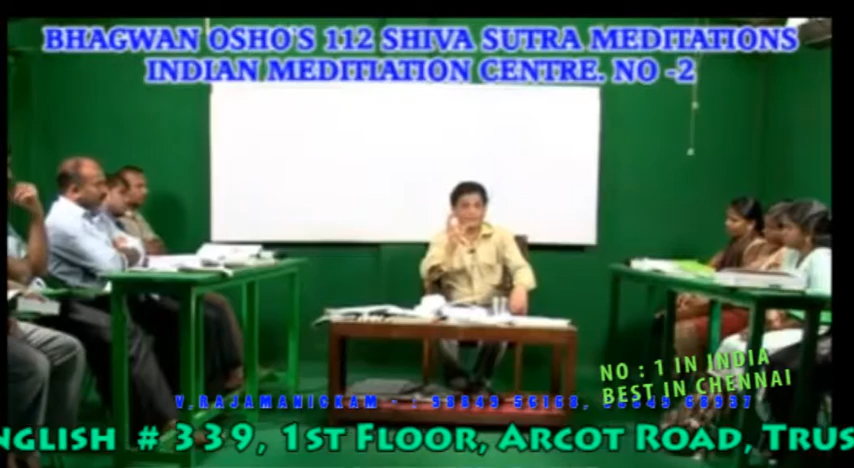 BHAGWAN OSHO'S 112 SHIVA SUTRA MEDITATIONS
INDIAN MEDITIATION CENTRE. NO -2
NO : 1 IN INDIA
BEST IN CHENNAI
V.RAJAMANICKAM - :
NGLISH # 339, 1ST FLOOR, ARCOT ROAD, TRUS